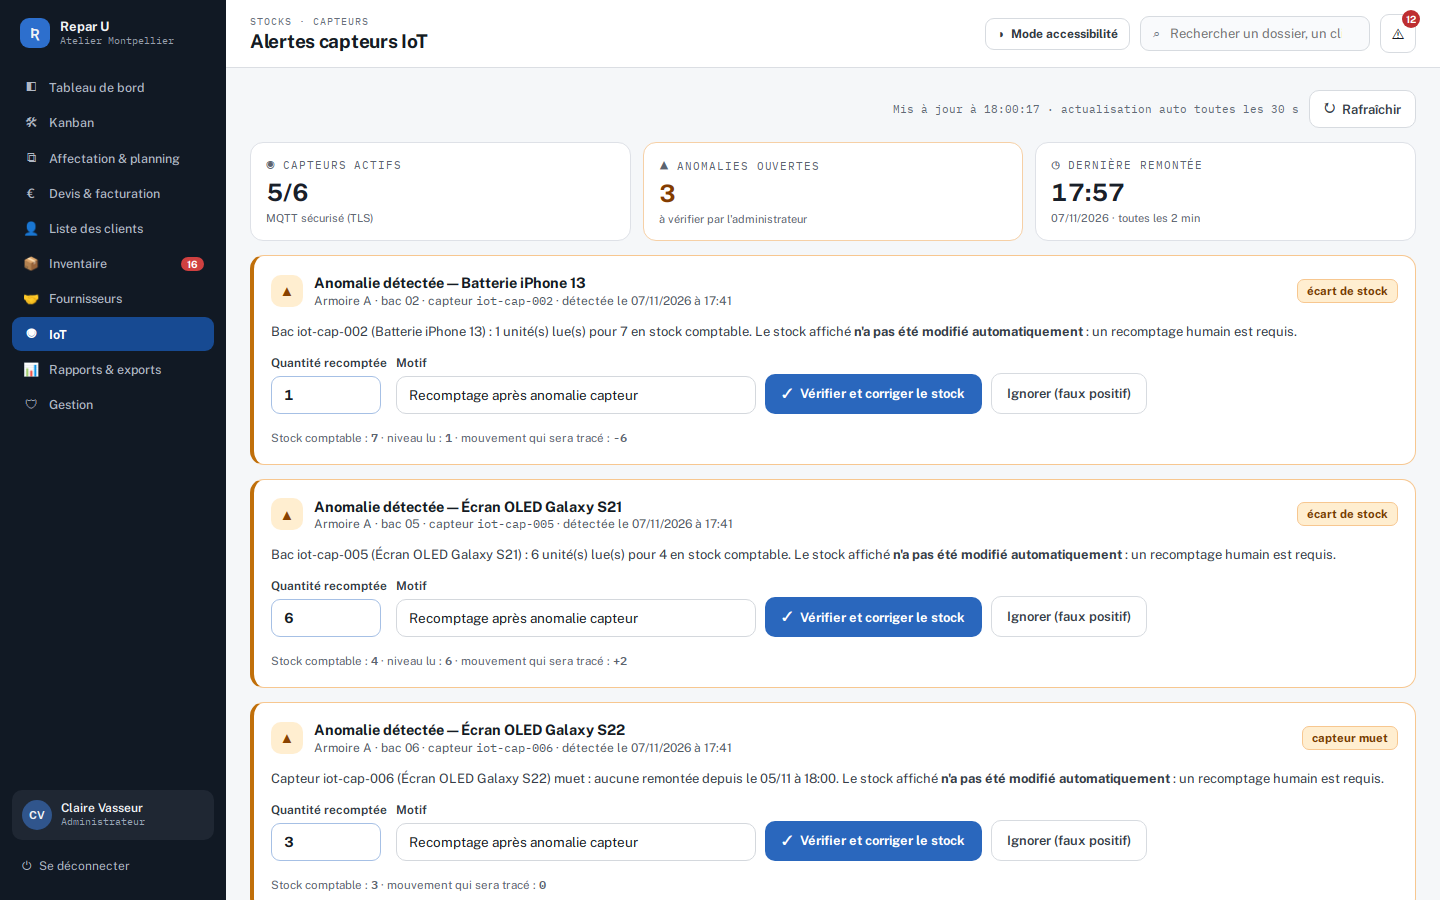 Repar U
Atelier Montpellier
Tableau de bord
Kanban
Affectation & planning
€ Devis & facturation
Liste des clients
Inventaire 16
Fournisseurs
IoT
Rapports & exports
Gestion
CV Claire Vasseur
Administrateur
Se déconnecter
STOCKS · CAPTEURS
Alertes capteurs IoT
Mode accessibilité
Rechercher un dossier, un cl
12
Mis à jour à 18:00:17 · actualisation auto toutes les 30 s
Rafraîchir
CAPTEURS ACTIFS
5/6
MQTT sécurisé (TLS)
ANOMALIES OUVERTES
3
à vérifier par l'administrateur
DERNIÈRE REMONTÉE
17:57
07/11/2026 · toutes les 2 min
Anomalie détectée — Batterie iPhone 13
Armoire A · bac 02 · capteur iot-cap-002 · détectée le 07/11/2026 à 17:41
écart de stock
Bac iot-cap-002 (Batterie iPhone 13) : 1 unité(s) lue(s) pour 7 en stock comptable. Le stock affiché n'a pas été modifié automatiquement : un recomptage humain est requis.
Quantité recomptée Motif
1 Recomptage après anomalie capteur ✓ Vérifier et corriger le stock Ignorer (faux positif)
Stock comptable : 7 · niveau lu : 1 · mouvement qui sera tracé : -6
Anomalie détectée — Écran OLED Galaxy S21
Armoire A · bac 05 · capteur iot-cap-005 · détectée le 07/11/2026 à 17:41
écart de stock
Bac iot-cap-005 (Écran OLED Galaxy S21) : 6 unité(s) lue(s) pour 4 en stock comptable. Le stock affiché n'a pas été modifié automatiquement : un recomptage humain est requis.
Quantité recomptée Motif
6 Recomptage après anomalie capteur ✓ Vérifier et corriger le stock Ignorer (faux positif)
Stock comptable : 4 · niveau lu : 6 · mouvement qui sera tracé : +2
Anomalie détectée — Écran OLED Galaxy S22
Armoire A · bac 06 · capteur iot-cap-006 · détectée le 07/11/2026 à 17:41
capteur muet
Capteur iot-cap-006 (Écran OLED Galaxy S22) muet : aucune remontée depuis le 05/11 à 18:00. Le stock affiché n'a pas été modifié automatiquement : un recomptage humain est requis.
Quantité recomptée Motif
3 Recomptage après anomalie capteur ✓ Vérifier et corriger le stock Ignorer (faux positif)
Stock comptable : 3 · mouvement qui sera tracé : 0